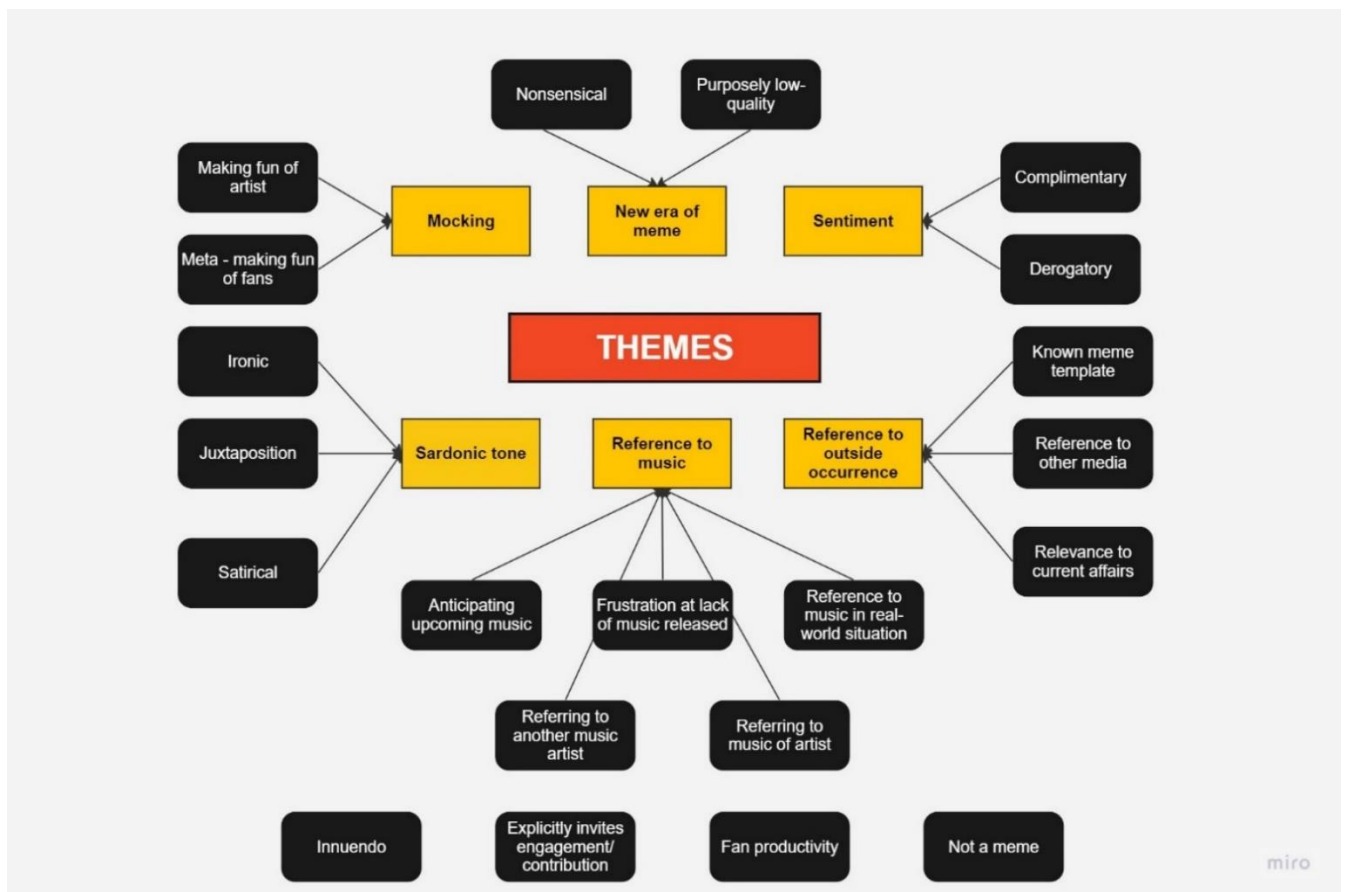 Nonsensical
Purposely low-
quality
Making fun of
artist
Complimentary
Mocking
New era of
meme
Sentiment
Meta - making fun
of fans
Derogatory
THEMES
Ironic
Known meme
template
Juxtaposition
Sardonic tone
Reference to
music
Reference to
outside
occurrence
Reference to
other media
Satirical
Relevance to
current affairs
Anticipating
upcoming music
Frustration at lack
of music released
Reference to
music in real-
world situation
Referring to
another music
artist
Referring to
music of artist
Innuendo
Explicitly invites
engagement/
contribution
Fan productivity
Not a meme
miro